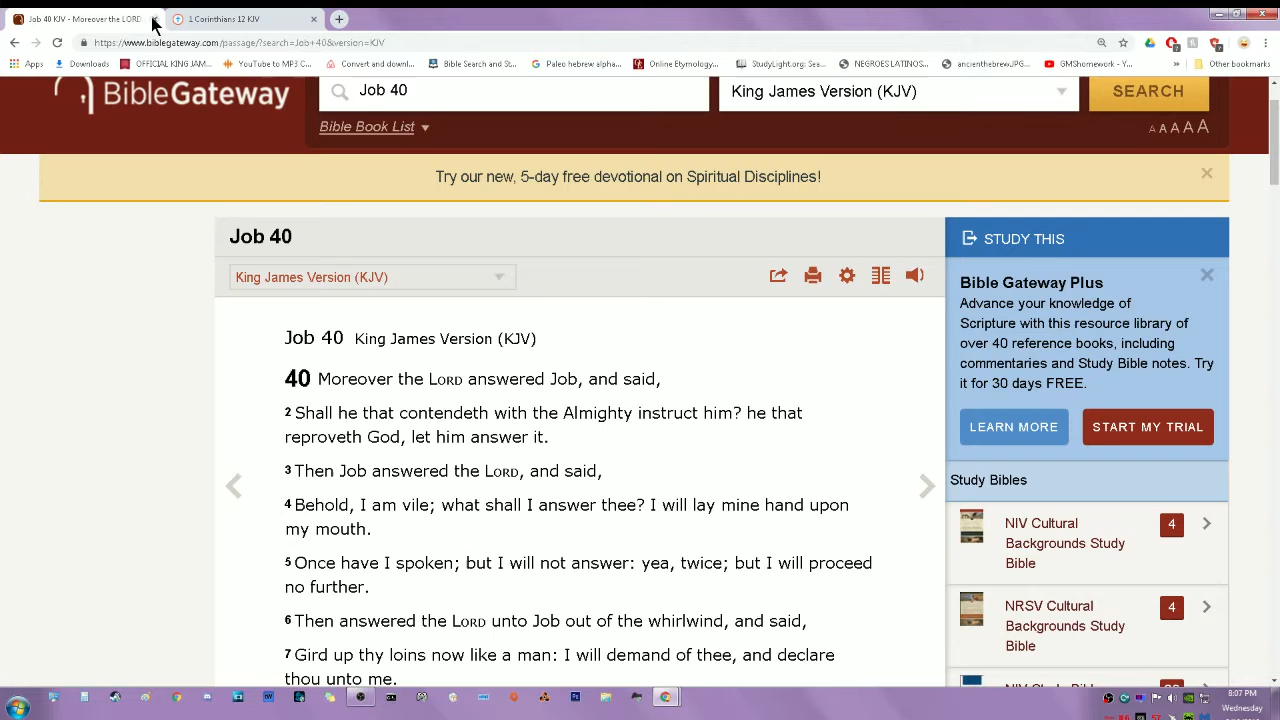 Job 40 KJV - Moreover the LORD
1 Corinthians 12 KJV
https://www.biblegateway.com/passage/?search=Job+40&version=KJV
Apps Downloads OFFICIAL KING JAM... YouTube to MP3 C... Convert and downl... Bible Search and S... Paleo hebrew alpha... Online Etymology... StudyLight.org: Sea... NEGROES LATINOS... ancienthebrewJPG... GMShomework - Y... » Other bookmarks
BibleGateway
Job 40
King James Version (KJV)
SEARCH
Bible Book List
A A A A A
Try our new, 5-day free devotional on Spiritual Disciplines!
Job 40
King James Version (KJV)
Job 40 King James Version (KJV)
40 Moreover the LORD answered Job, and said,
2 Shall he that contendeth with the Almighty instruct him? he that
reproveth God, let him answer it.
3 Then Job answered the LORD, and said,
4 Behold, I am vile; what shall I answer thee? I will lay mine hand upon
my mouth.
5 Once have I spoken; but I will not answer: yea, twice; but I will proceed
no further.
6 Then answered the LORD unto Job out of the whirlwind, and said,
7 Gird up thy loins now like a man: I will demand of thee, and declare
thou unto me.
STUDY THIS
Bible Gateway Plus
Advance your knowledge of
Scripture with this resource library of
over 40 reference books, including
commentaries and Study Bible notes. Try
it for 30 days FREE.
LEARN MORE
START MY TRIAL
Study Bibles
NIV Cultural
Backgrounds Study
Bible
4
NRSV Cultural
Backgrounds Study
Bible
4
8:07 PM
Wednesday